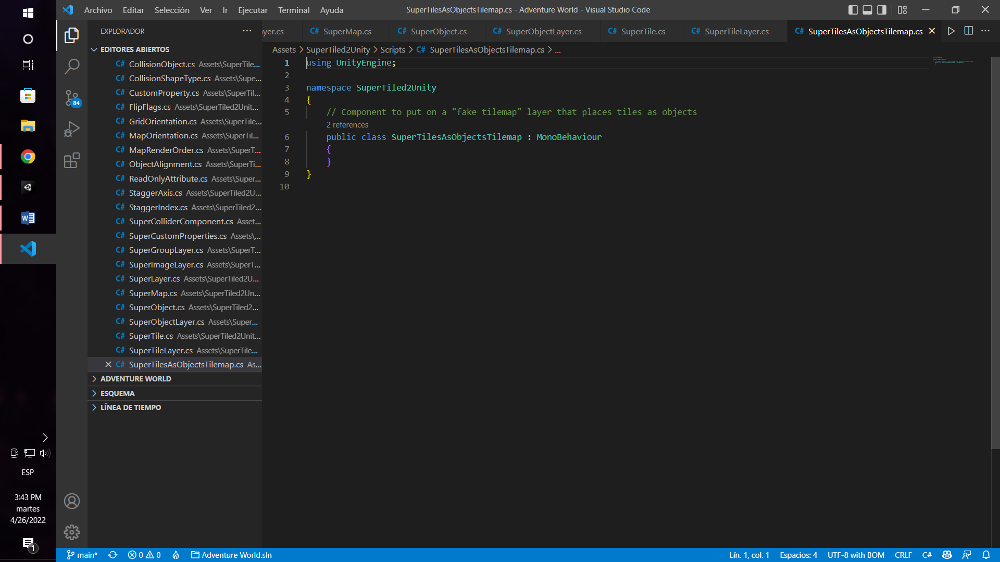 Archivo Editar Selección Ver Ir Ejecutar Terminal Ayuda
SuperTilesAsObjectsTilemap.cs - Adventure World - Visual Studio Code
EXPLORADOR
yer.cs
C# SuperMap.cs
C# SuperObject.cs
C# SuperObjectLayer.cs
C# SuperTile.cs
C# SuperTileLayer.cs
C# SuperTilesAsObjectsTilemap.cs
EDITORES ABIERTOS
C# CollisionObject.cs Assets\SuperTile...
C# CollisionShapeType.cs Assets\Supe...
C# CustomProperty.cs Assets\SuperTil...
C# FlipFlags.cs Assets\SuperTiled2Unit...
C# GridOrientation.cs Assets\SuperTile...
C# MapOrientation.cs Assets\SuperTil...
C# MapRenderOrder.cs Assets\SuperT...
C# ObjectAlignment.cs Assets\SuperTi...
C# ReadOnlyAttribute.cs Assets\Super...
C# StaggerAxis.cs Assets\SuperTiled2U...
C# StaggerIndex.cs Assets\SuperTiled2...
C# SuperColliderComponent.cs Asset...
C# SuperCustomProperties.cs Assets\...
C# SuperGroupLayer.cs Assets\SuperT...
C# SuperImageLayer.cs Assets\SuperT...
C# SuperLayer.cs Assets\SuperTiled2U...
C# SuperMap.cs Assets\SuperTiled2Un...
C# SuperObject.cs Assets\SuperTiled2...
C# SuperObjectLayer.cs Assets\Super...
C# SuperTile.cs Assets\SuperTiled2Unit...
C# SuperTileLayer.cs Assets\SuperTile...
C# SuperTilesAsObjectsTilemap.cs As...
ADVENTURE WORLD
ESQUEMA
LÍNEA DE TIEMPO
Assets > SuperTiled2Unity > Scripts > C# SuperTilesAsObjectsTilemap.cs > ...
1 using UnityEngine;
2
3 namespace SuperTiled2Unity
4 {
5 // Component to put on a "fake tilemap" layer that places tiles as objects
2 references
6 public class SuperTilesAsObjectsTilemap : MonoBehaviour
7 {
8 }
9 }
10
84
ESP
3:43 PM
martes
4/26/2022
1
main* 0 0 Adventure World.sln
Lín. 1, col. 1 Espacios: 4 UTF-8 with BOM CRLF C#